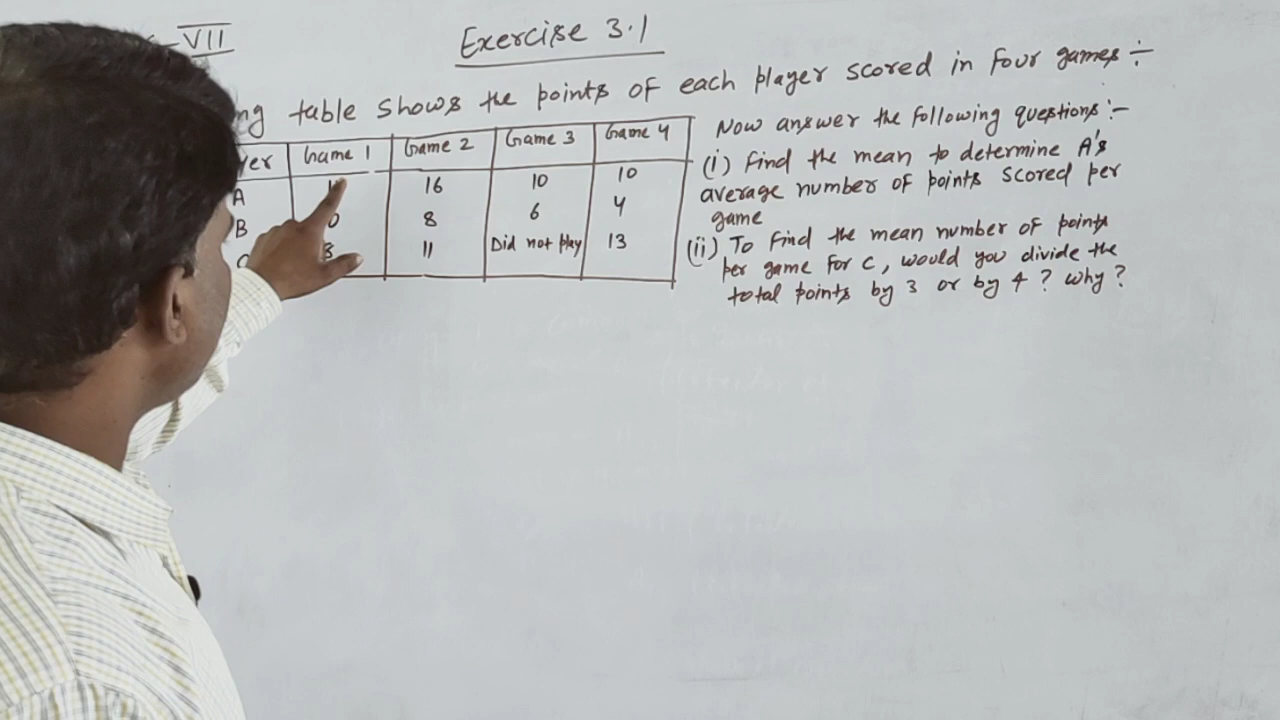 VII
Exercise 3.1
table shows the points of each player scored in four games ÷
Game 1 Game 2 Game 3 Game 4
A 16 10 10
B 8 6 4
11 Did not play 13
Now answer the following questions :-
(i) Find the mean to determine A's
average number of points scored per
game
(ii) To find the mean number of points
per game for C, would you divide the
total points by 3 or by 4 ? why ?